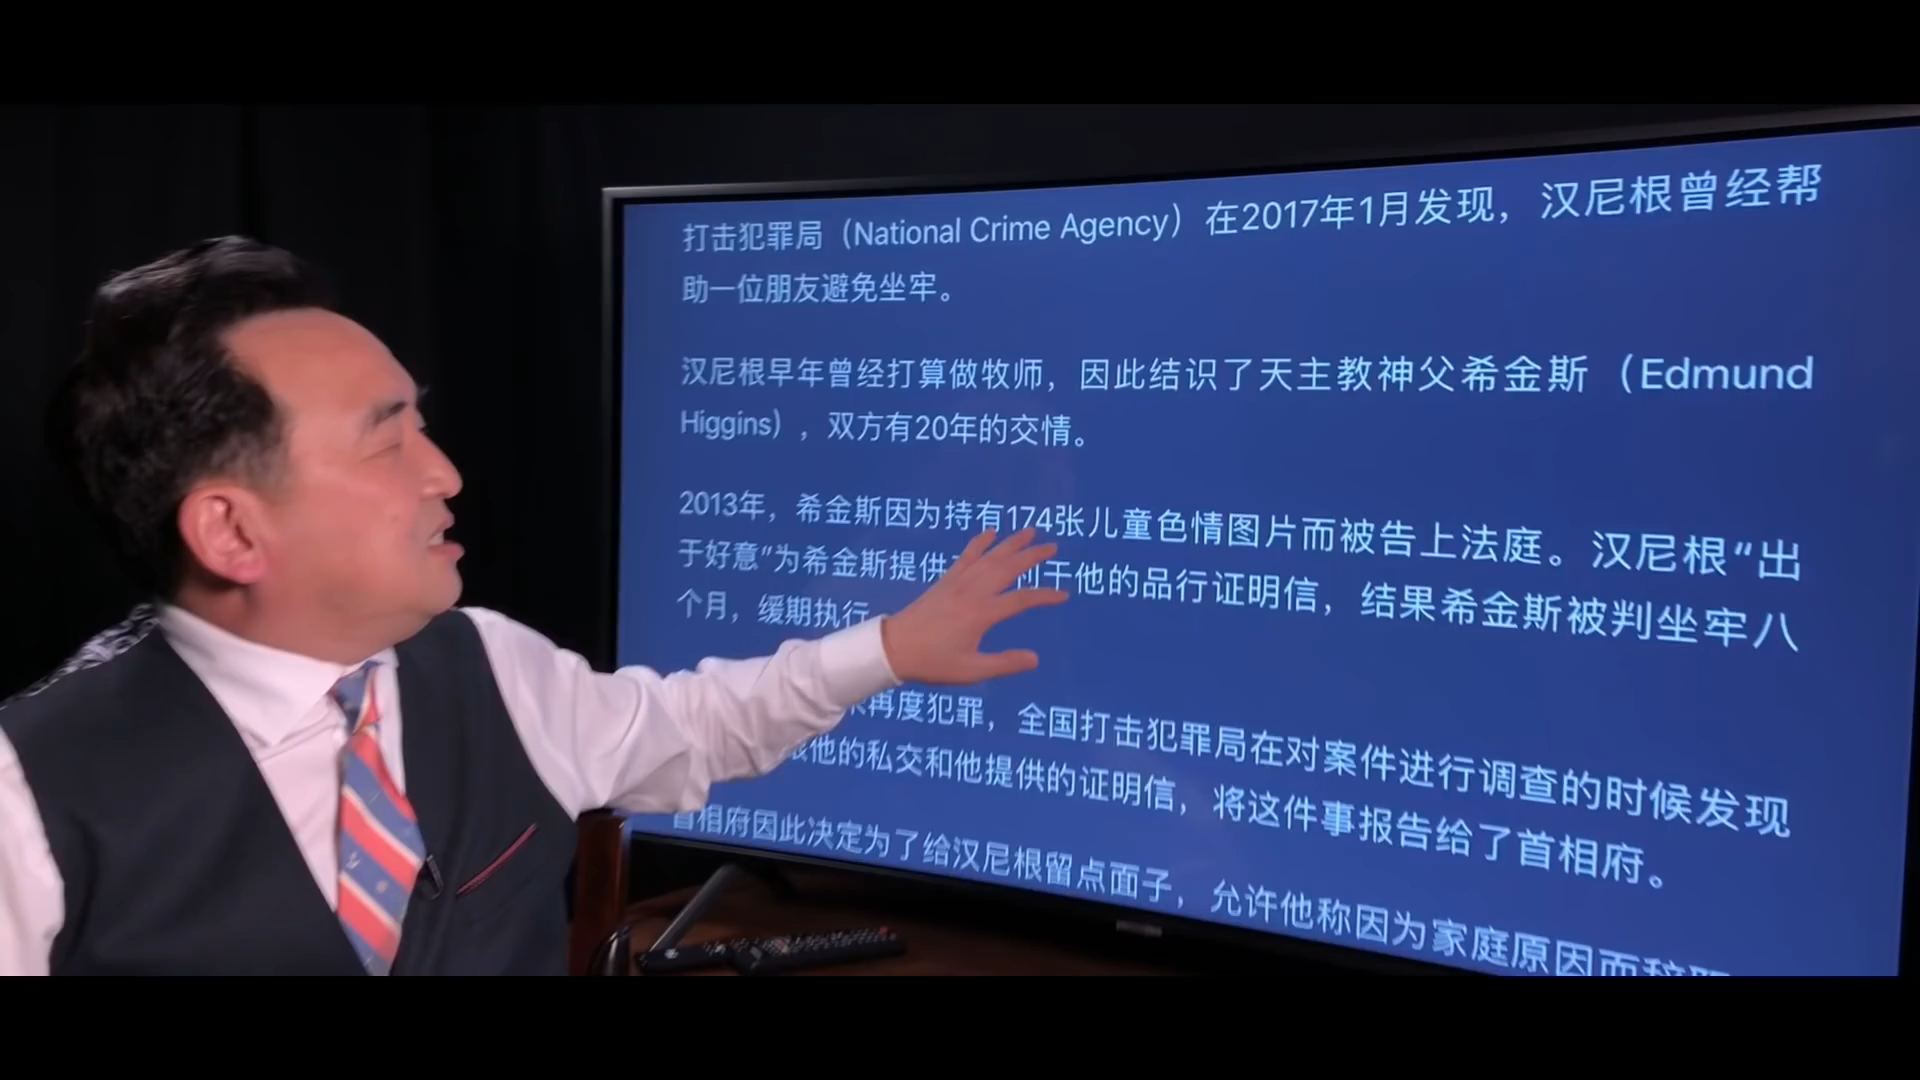 打击犯罪局（National Crime Agency）在2017年1月发现，汉尼根曾经帮
助一位朋友避免坐牢。
汉尼根早年曾经打算做牧师，因此结识了天主教神父希金斯（Edmund
Higgins），双方有20年的交情。
2013年，希金斯因为持有174张儿童色情图片而被告上法庭。汉尼根“出
于好意”为希金斯提供 利于他的品行证明信，结果希金斯被判坐牢八
个月，缓期执行
再度犯罪，全国打击犯罪局在对案件进行调查的时候发现
他的私交和他提供的证明信，将这件事报告给了首相府。
首相府因此决定为了给汉尼根留点面子，允许他称因为家庭原因而辞职